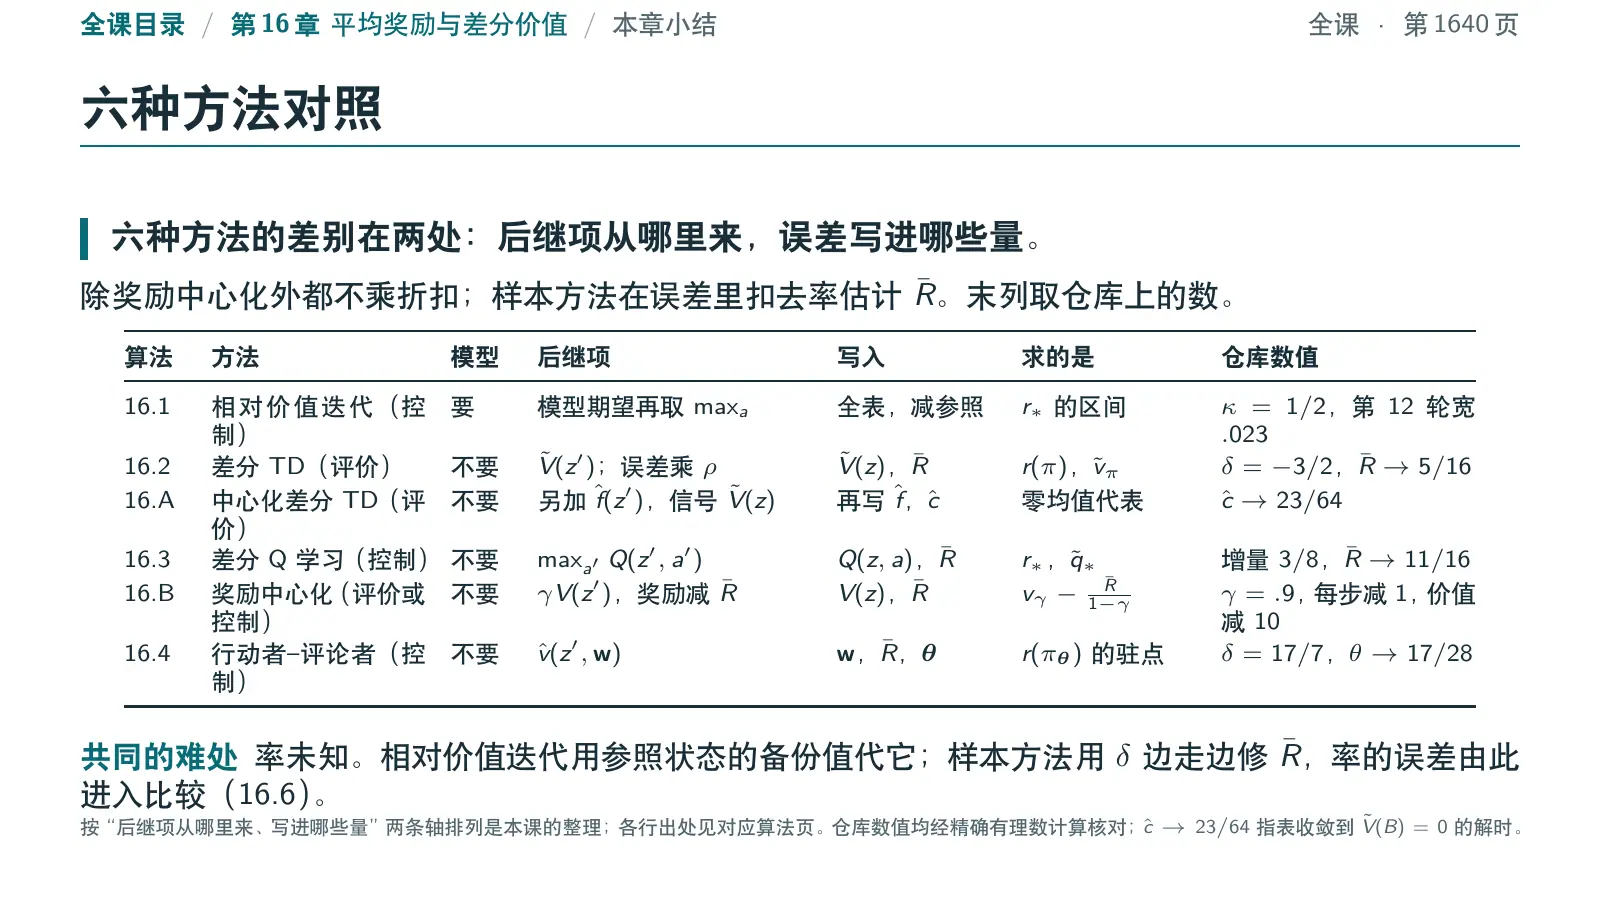 全课目录 / 第 16 章 平均奖励与差分价值 / 本章小结
全课 · 第 1640 页
六种方法对照
六种方法的差别在两处：后继项从哪里来，误差写进哪些量。
除奖励中心化外都不乘折扣；样本方法在误差里扣去率估计 R̄。末列取仓库上的数。
算法 方法 模型 后继项 写入 求的是 仓库数值
16.1 相对价值迭代（控制） 要 模型期望再取 maxₐ 全表，减参照 r∗ 的区间 κ = 1/2，第 12 轮宽 .023
16.2 差分 TD（评价） 不要 Ṽ(z′)；误差乘 ρ Ṽ(z)，R̄ r(π)，ṽ_π δ = −3/2，R̄ → 5/16
16.A 中心化差分 TD（评价） 不要 另加 f̂(z′)，信号 Ṽ(z) 再写 f̂，ĉ 零均值代表 ĉ → 23/64
16.3 差分 Q 学习（控制） 不要 max_{a′} Q(z′, a′) Q(z, a)，R̄ r∗，q̃∗ 增量 3/8，R̄ → 11/16
16.B 奖励中心化（评价或控制） 不要 γV(z′)，奖励减 R̄ V(z)，R̄ v_γ − R̄/(1−γ) γ = .9，每步减 1，价值减 10
16.4 行动者–评论者（控制） 不要 v̂(z′, w) w，R̄，θ r(π_θ) 的驻点 δ = 17/7，θ → 17/28
共同的难处 率未知。相对价值迭代用参照状态的备份值代它；样本方法用 δ 边走边修 R̄，率的误差由此
进入比较（16.6）。
按“后继项从哪里来、写进哪些量”两条轴排列是本课的整理；各行出处见对应算法页。仓库数值均经精确有理数计算核对；ĉ → 23/64 指表收敛到 Ṽ(B) = 0 的解时。